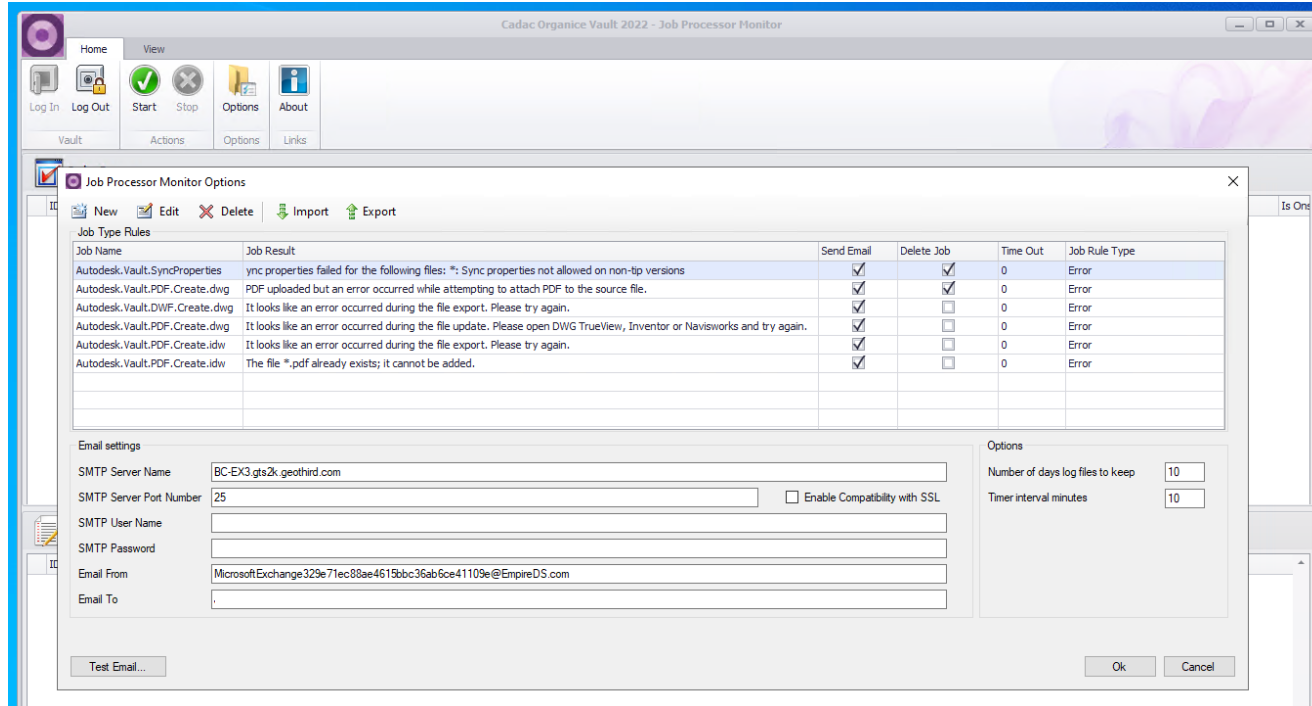 Cadac Organice Vault 2022 - Job Processor Monitor
Home View
Log In Log Out Start Stop Options About
Vault Actions Options Links
Job Processor Monitor Options
ID Is Ons
New Edit Delete Import Export
Job Type Rules
Job Name Job Result Send Email Delete Job Time Out Job Rule Type
Autodesk.Vault.SyncProperties ync properties failed for the following files: *: Sync properties not allowed on non-tip versions 0 Error
Autodesk.Vault.PDF.Create.dwg PDF uploaded but an error occurred while attempting to attach PDF to the source file. 0 Error
Autodesk.Vault.DWF.Create.dwg It looks like an error occurred during the file export. Please try again. 0 Error
Autodesk.Vault.PDF.Create.dwg It looks like an error occurred during the file update. Please open DWG TrueView, Inventor or Navisworks and try again. 0 Error
Autodesk.Vault.PDF.Create.idw It looks like an error occurred during the file export. Please try again. 0 Error
Autodesk.Vault.PDF.Create.idw The file *.pdf already exists; it cannot be added. 0 Error
Email settings Options
SMTP Server Name BC-EX3.gts2k.geothird.com Number of days log files to keep 10
SMTP Server Port Number 25 Enable Compatibility with SSL Timer interval minutes 10
SMTP User Name
SMTP Password
ID
Email From MicrosoftExchange329e71ec88ae4615bbc36ab6ce41109e@EmpireDS.com
Email To ,
Test Email... Ok Cancel